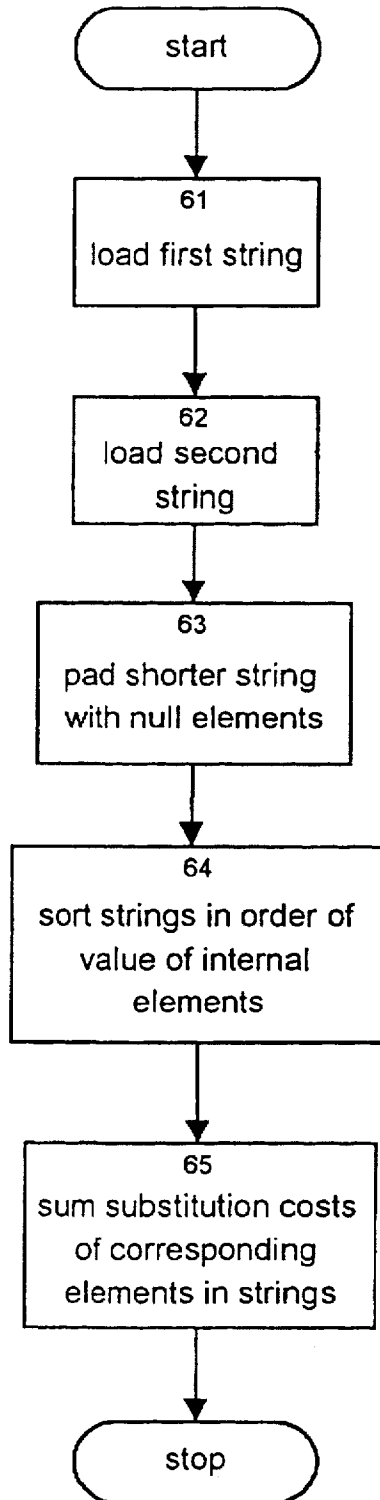 start
61
load first string
62
load second
string
63
pad shorter string
with null elements
64
sort strings in order of
value of internal
elements
65
sum substitution costs
of corresponding
elements in strings
stop